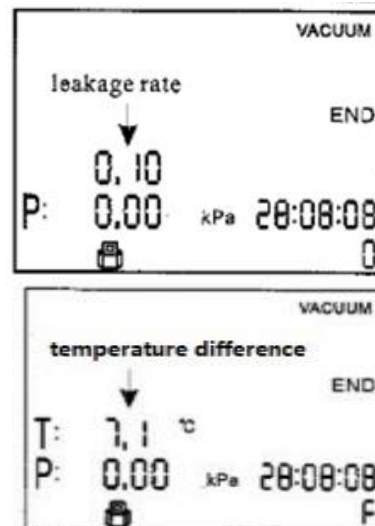 VACUUM
leakage rate
END
0.10
P: 0.00 kPa 28:08:08
0
VACUUM
temperature difference
END
T: 7.1 °C
P: 0.00 kPa 28:08:08
F